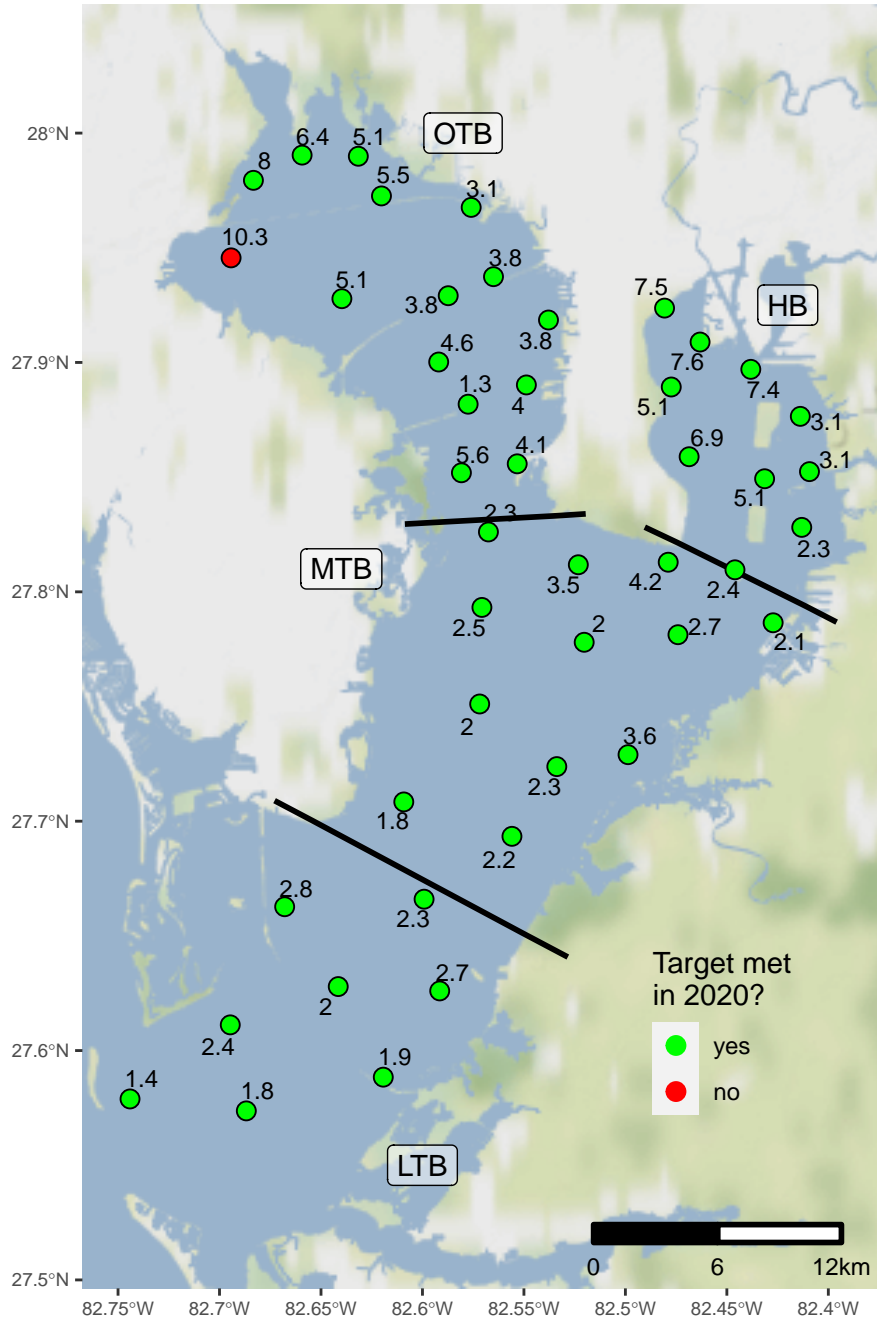 28°N
27.9°N
27.8°N
27.7°N
27.6°N
27.5°N
OTB
6.4
5.1
8
5.5
3.1
10.3
3.8
5.1
3.8
3.8
7.5
HB
4.6
7.6
1.3
4
5.1
7.4
3.1
6.9
5.6
4.1
3.1
5.1
2.3
2.3
MTB
3.5
4.2
2.4
2.5
2
2.7
2.1
2
3.6
2.3
1.8
2.2
2.8
2.3
2
2.7
2.4
1.9
1.4
1.8
LTB
Target met
in 2020?
yes
no
0 6 12km
82.75°W 82.7°W 82.65°W 82.6°W 82.55°W 82.5°W 82.45°W 82.4°W